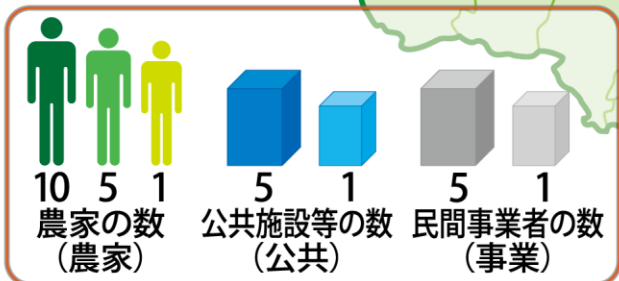 10 5 1 5 1 5 1
農家の数 公共施設等の数 民間事業者の数
(農家) (公共) (事業)